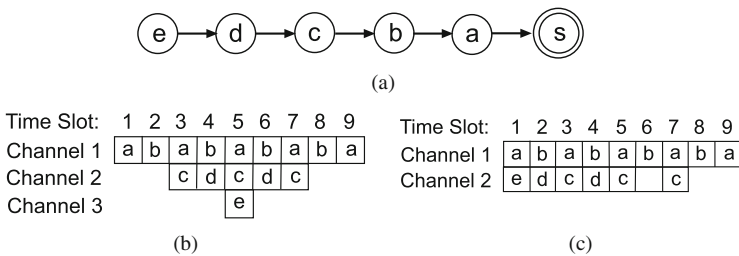 e d c b a s
(a)
Time Slot: 1 2 3 4 5 6 7 8 9
Channel 1 a b a b a b a b a
Channel 2 c d c d c
Channel 3 e
(b)
Time Slot: 1 2 3 4 5 6 7 8 9
Channel 1 a b a b a b a b a
Channel 2 e d c d c c
(c)